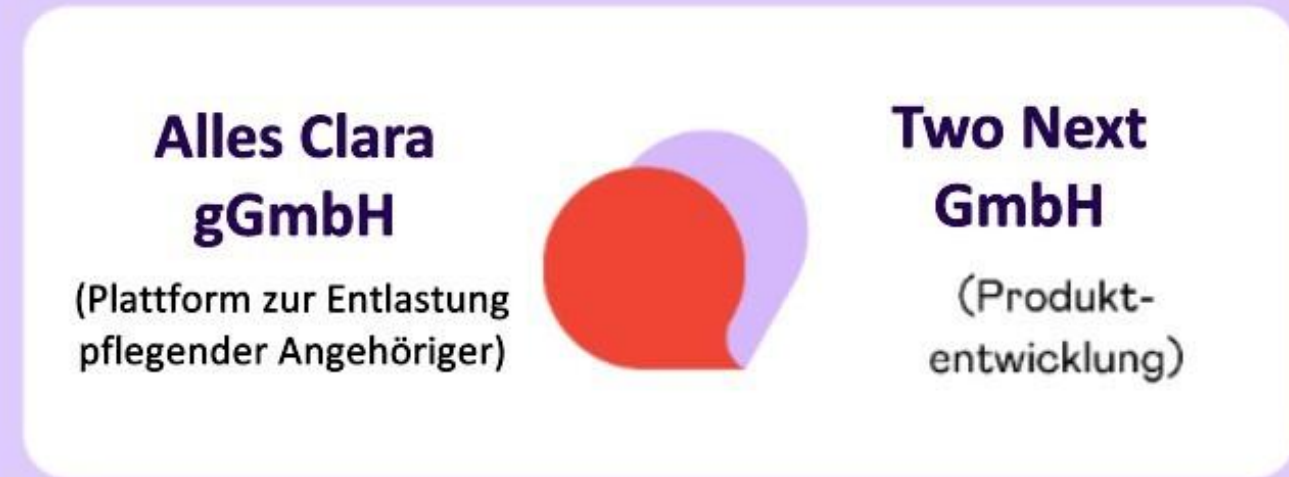 Alles Clara
gGmbH
(Plattform zur Entlastung
pflegender Angehöriger)
Two Next
GmbH
(Produkt-
entwicklung)